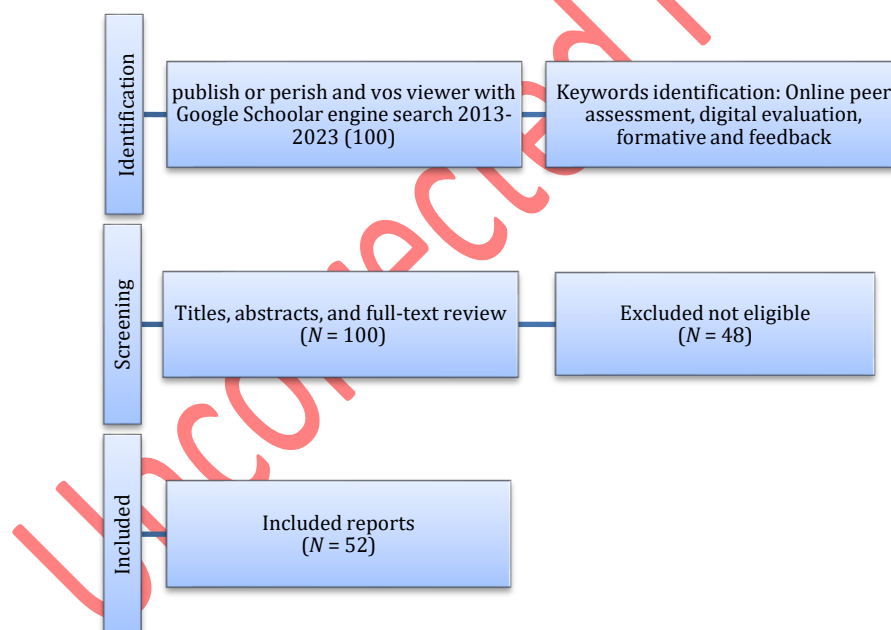 Identification
publish or perish and vos viewer with
Google Schoolar engine search 2013-
2023 (100)
Keywords identification: Online peer
assessment, digital evaluation,
formative and feedback
Screening
Titles, abstracts, and full-text review
(N = 100)
Excluded not eligible
(N = 48)
Included
Included reports
(N = 52)
Uncorrected